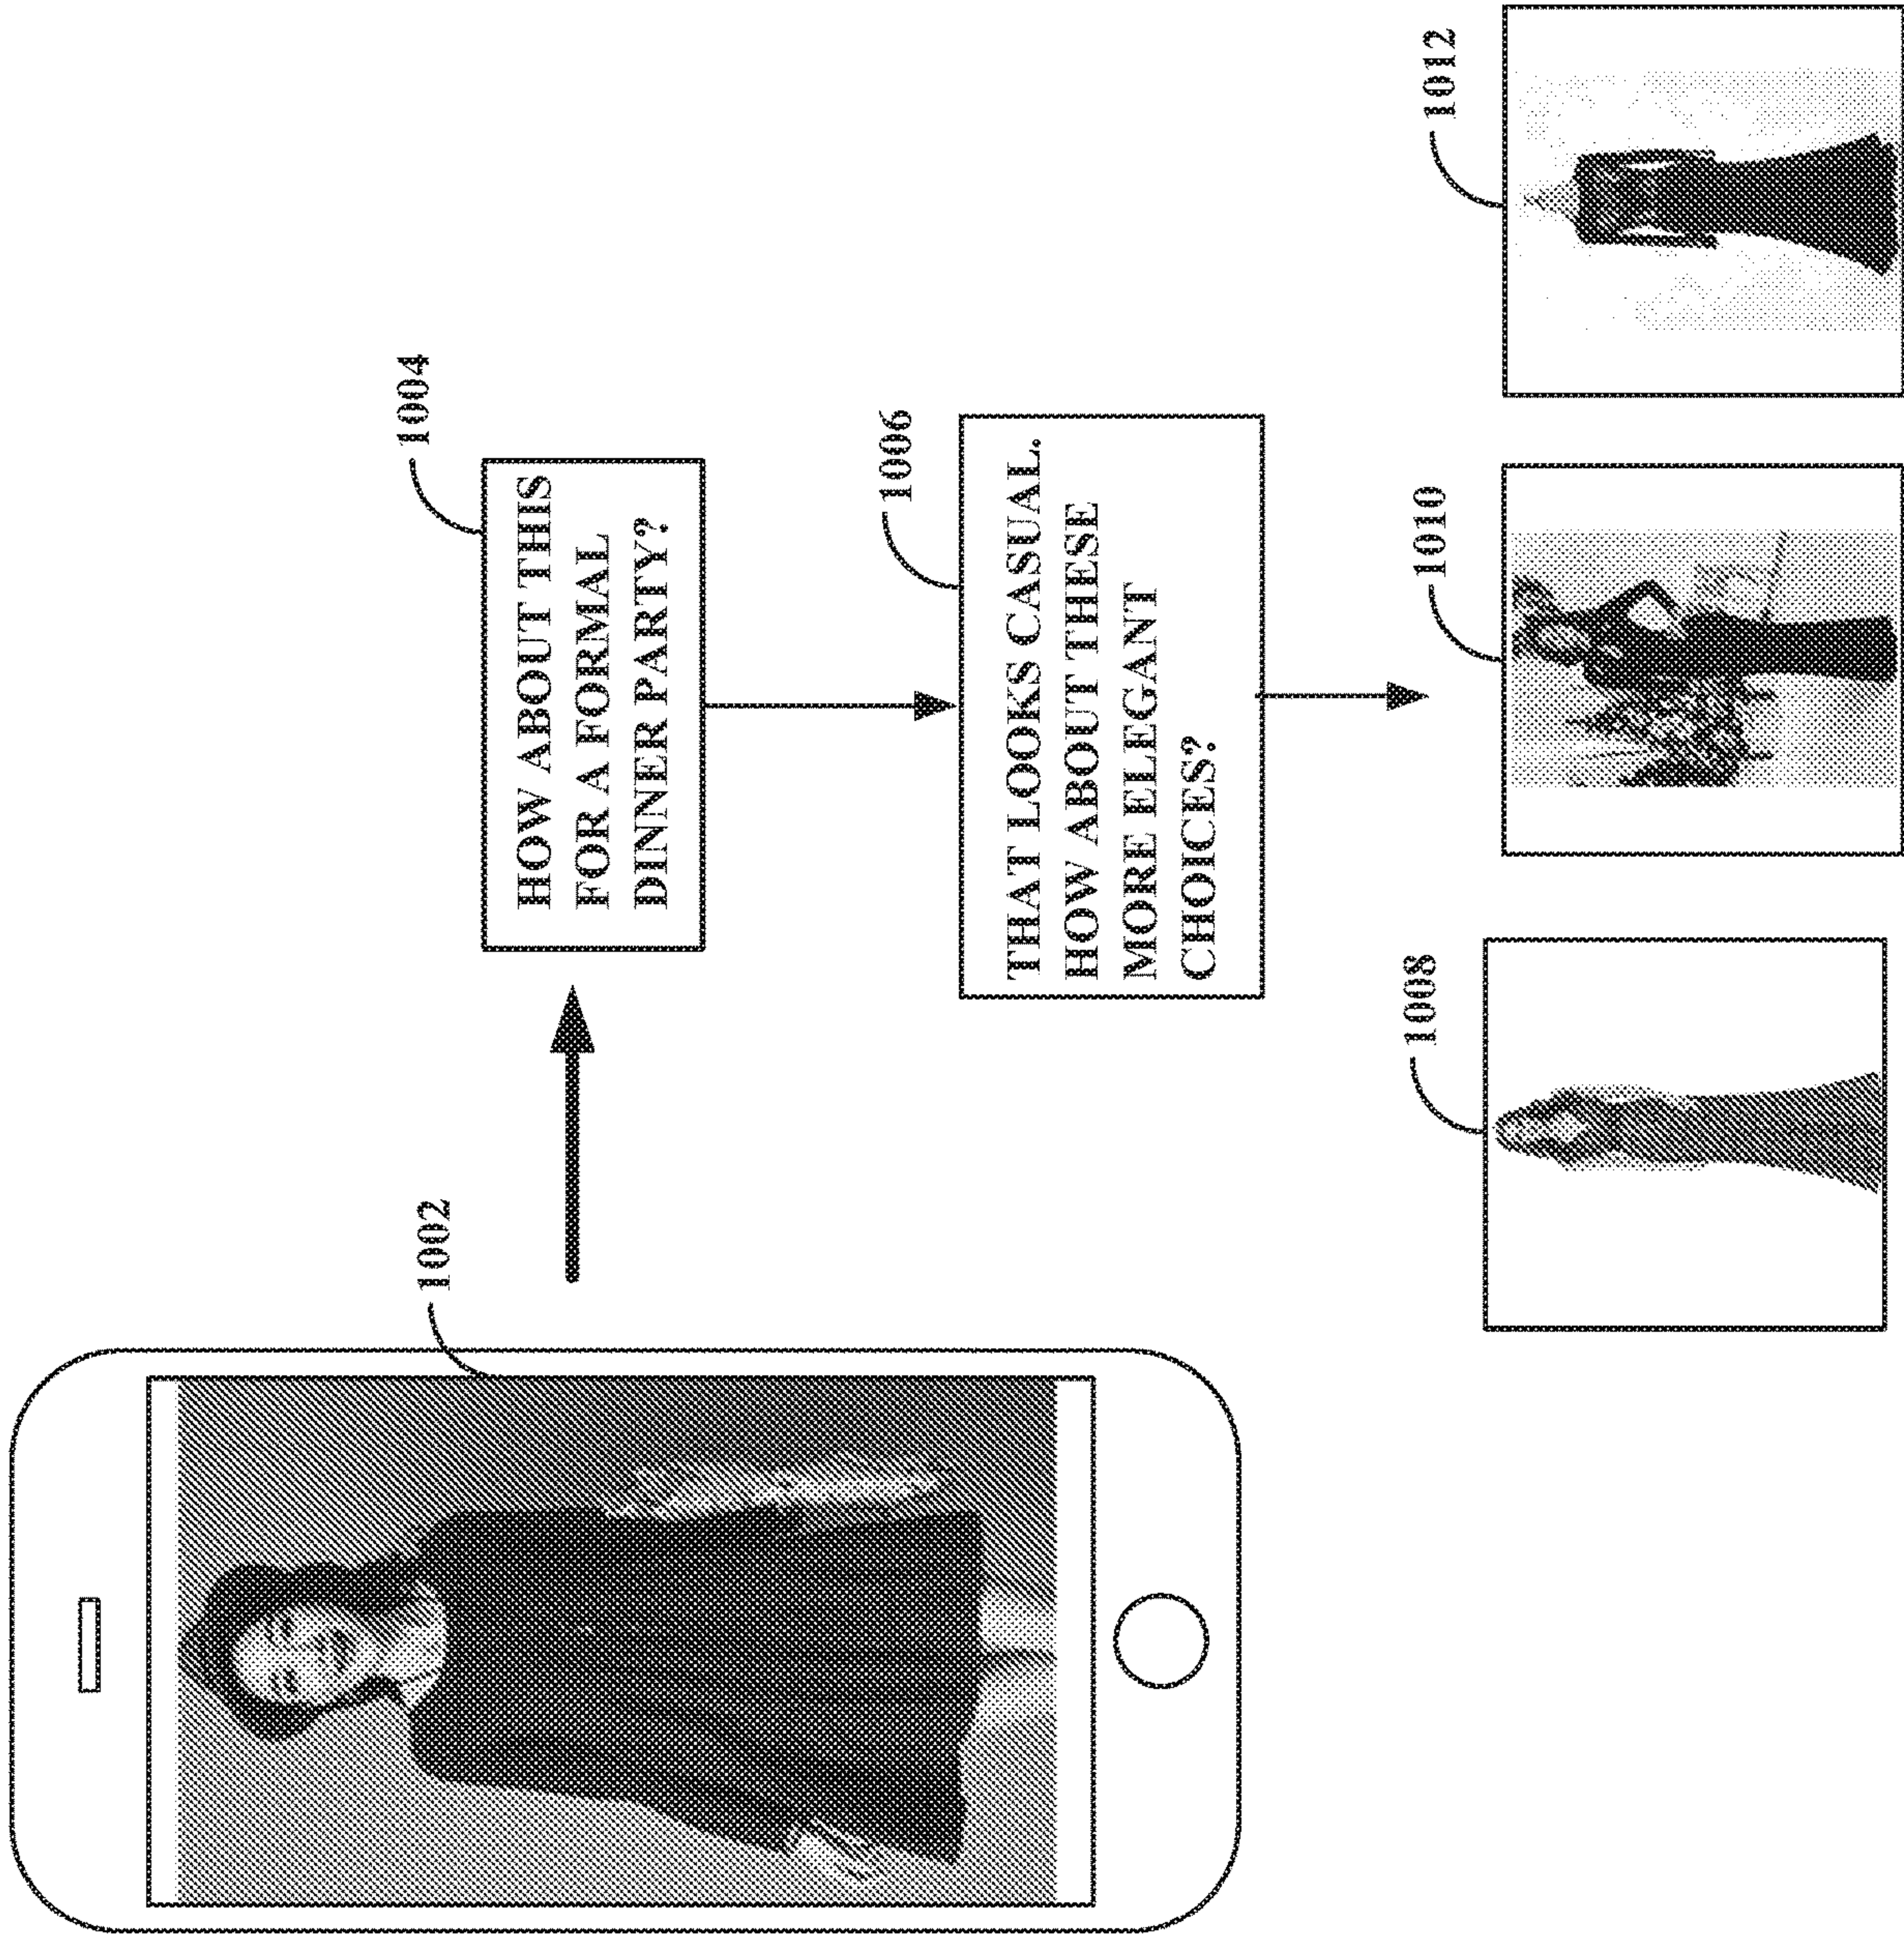 1002
1004
HOW ABOUT THIS
FOR A FORMAL
DINNER PARTY?
1006
THAT LOOKS CASUAL.
HOW ABOUT THESE
MORE ELEGANT
CHOICES?
1008
1010
1012